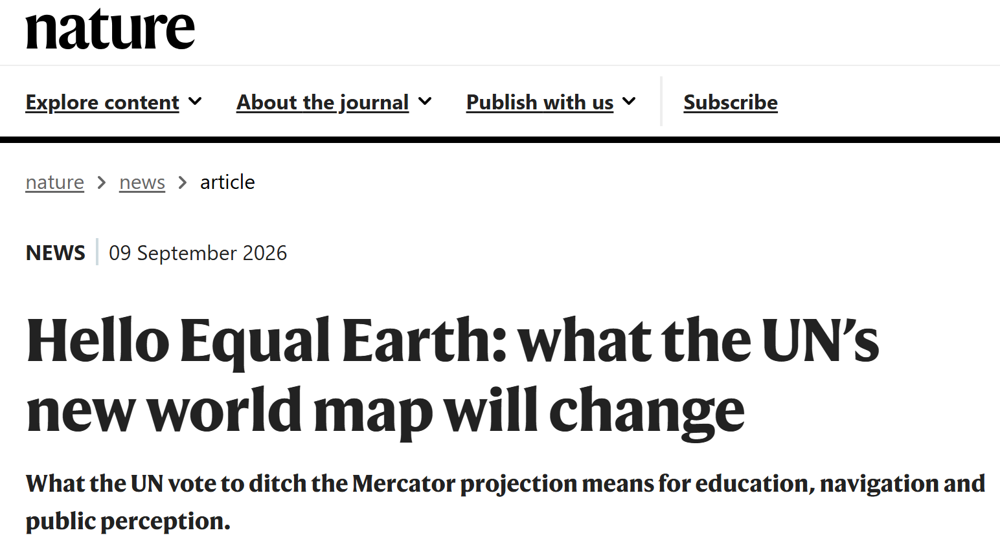 nature
Explore content About the journal Publish with us Subscribe
nature > news > article
NEWS | 09 September 2026
Hello Equal Earth: what the UN’s
new world map will change
What the UN vote to ditch the Mercator projection means for education, navigation and
public perception.